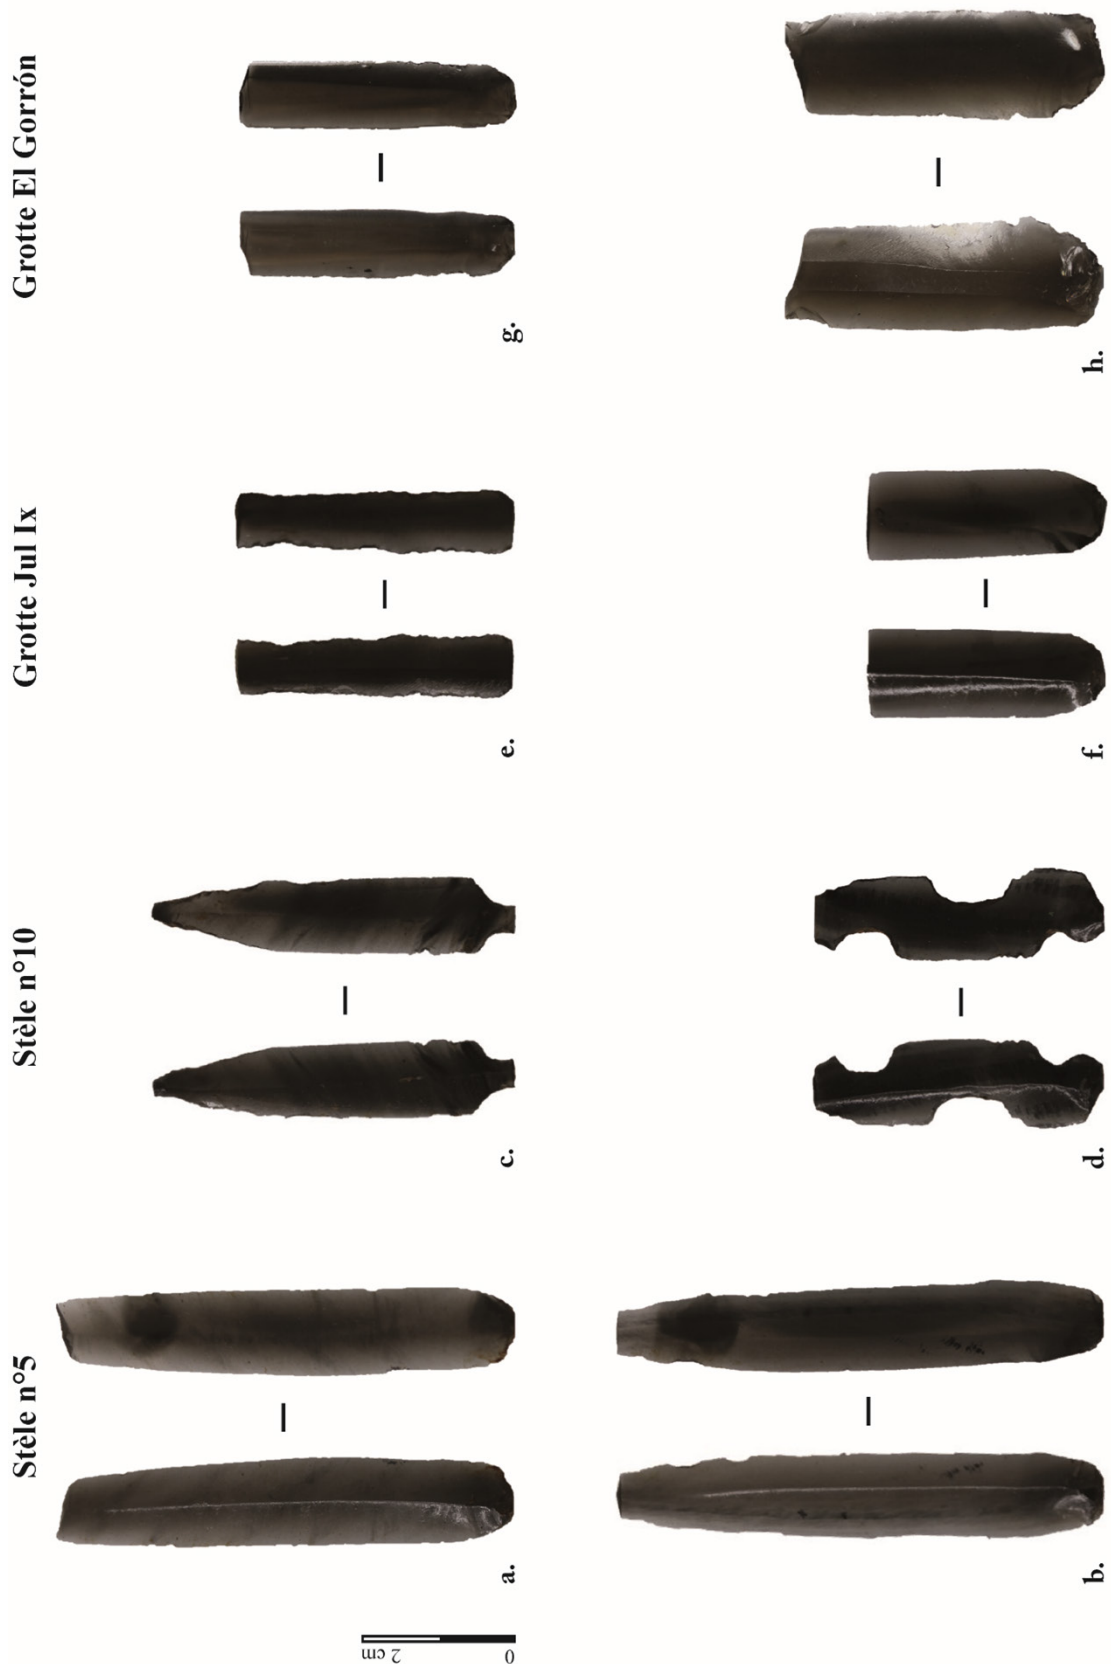 Stèle n°5
Stèle n°10
Grotte Jul Ix
Grotte El Gorrón
a.
c.
e.
g.
b.
d.
f.
h.
0
2 cm